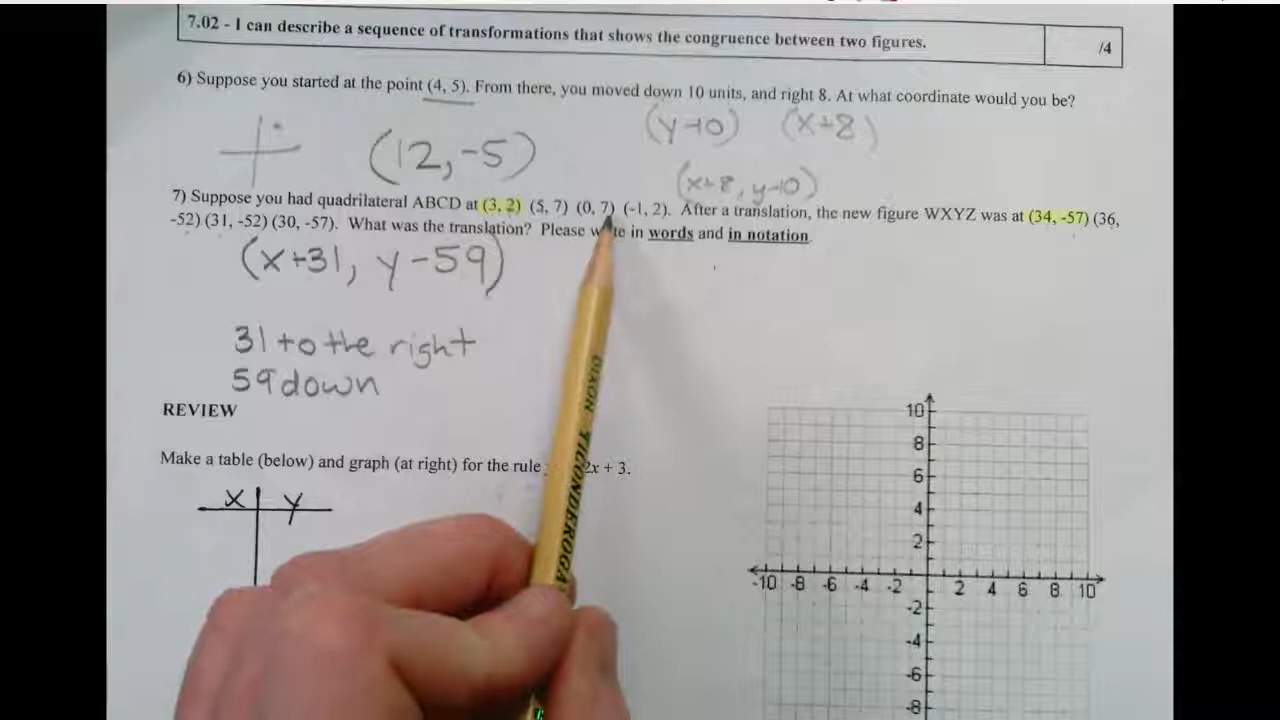 7.02 - I can describe a sequence of transformations that shows the congruence between two figures.
/4
6) Suppose you started at the point (4, 5). From there, you moved down 10 units, and right 8. At what coordinate would you be?
(y-10) (x+8)
(12,-5)
(x+8, y-10)
7) Suppose you had quadrilateral ABCD at (3, 2) (5, 7) (0, 7) (-1, 2). After a translation, the new figure WXYZ was at (34, -57) (36,
-52) (31, -52) (30, -57). What was the translation? Please in words and in notation
(x+31, y-59)
31 to the right
59 down
REVIEW
Make a table (below) and graph (at right) for the rule 2x + 3.
x y
10
8
6
4
2
-10 -8 -6 -4 -2 2 4 6 8 10
-2
-4
-6
-8
DIXON TICONDEROGA